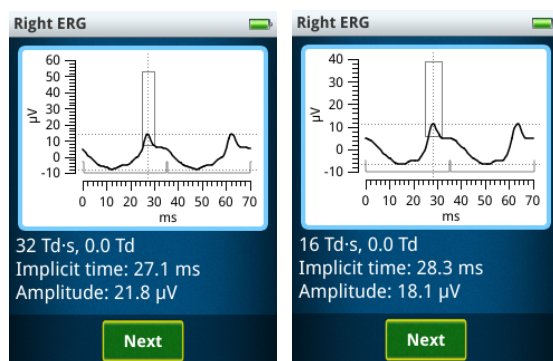 Right ERG
60
50
40
30
20
10
0
-10
µV
0 10 20 30 40 50 60 70
ms
32 Td·s, 0.0 Td
Implicit time: 27.1 ms
Amplitude: 21.8 µV
Next
Right ERG
40
30
20
10
0
-10
µV
0 10 20 30 40 50 60 70
ms
16 Td·s, 0.0 Td
Implicit time: 28.3 ms
Amplitude: 18.1 µV
Next